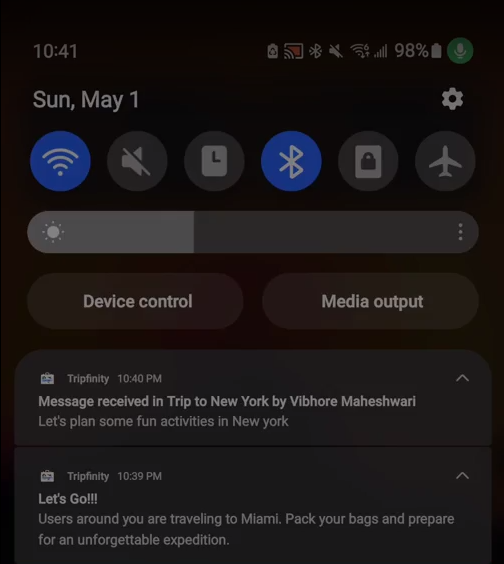 10:41
98%
Sun, May 1
Device control
Media output
Tripfinity 10:40 PM
Message received in Trip to New York by Vibhore Maheshwari
Let's plan some fun activities in New york
Tripfinity 10:39 PM
Let's Go!!!
Users around you are traveling to Miami. Pack your bags and prepare
for an unforgettable expedition.